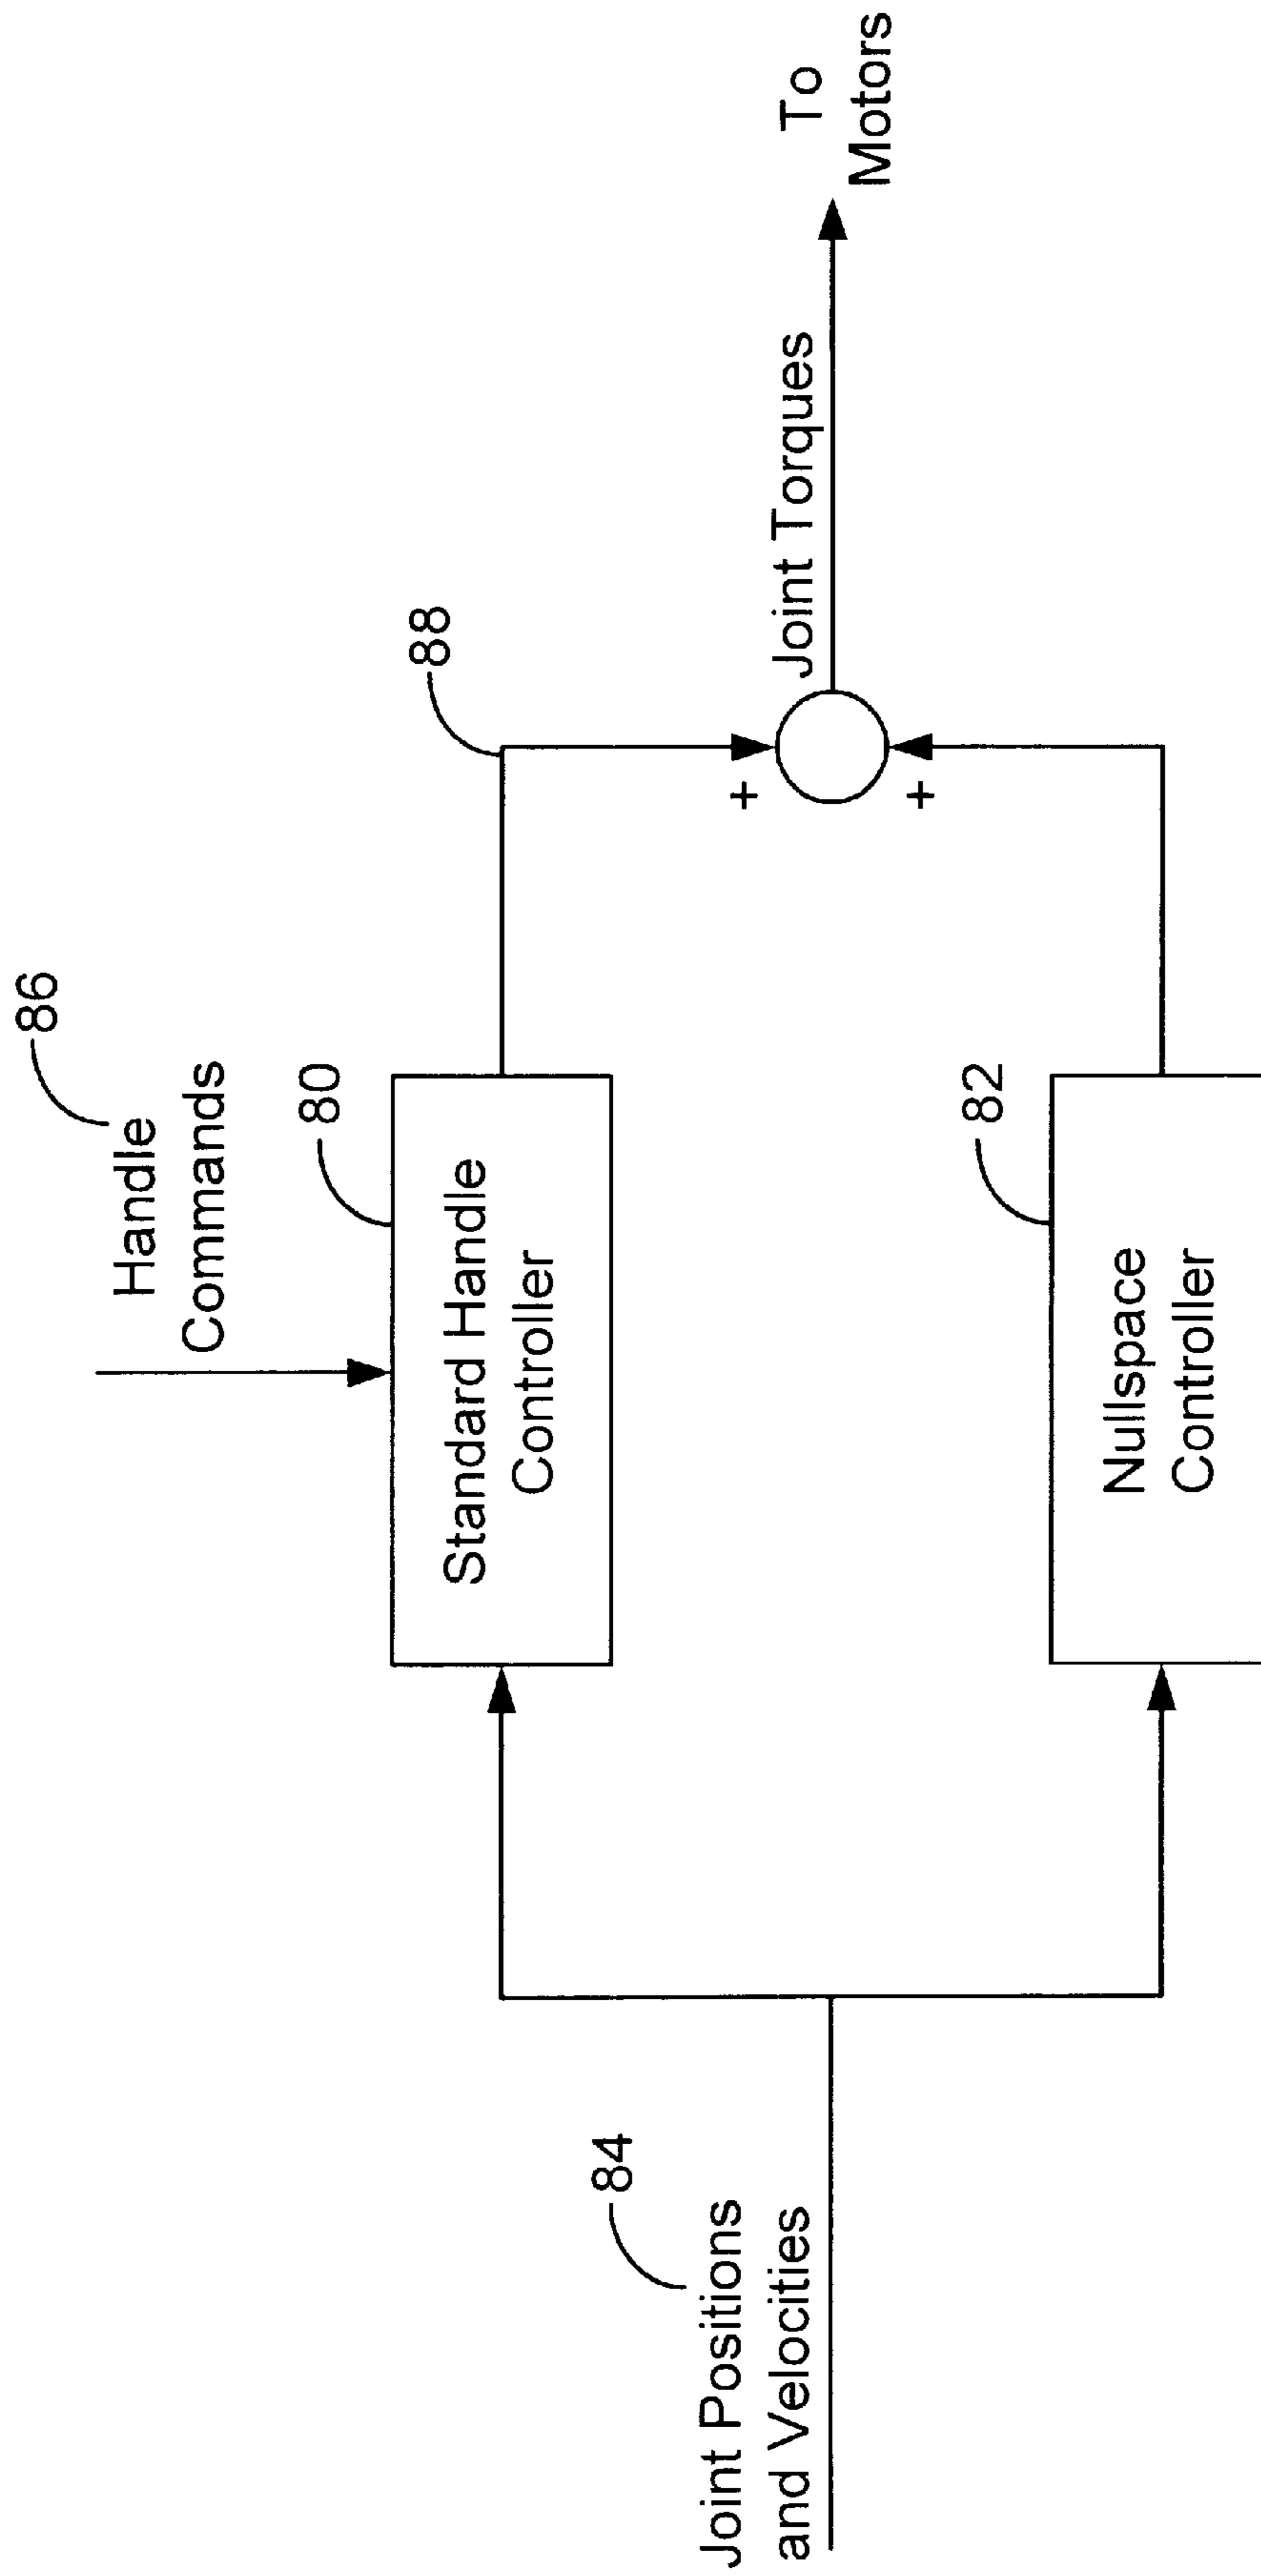 86
Handle
Commands
80
Standard Handle
Controller
88
84
Joint Positions
and Velocities
+
+
Joint Torques
To
Motors
82
Nullspace
Controller